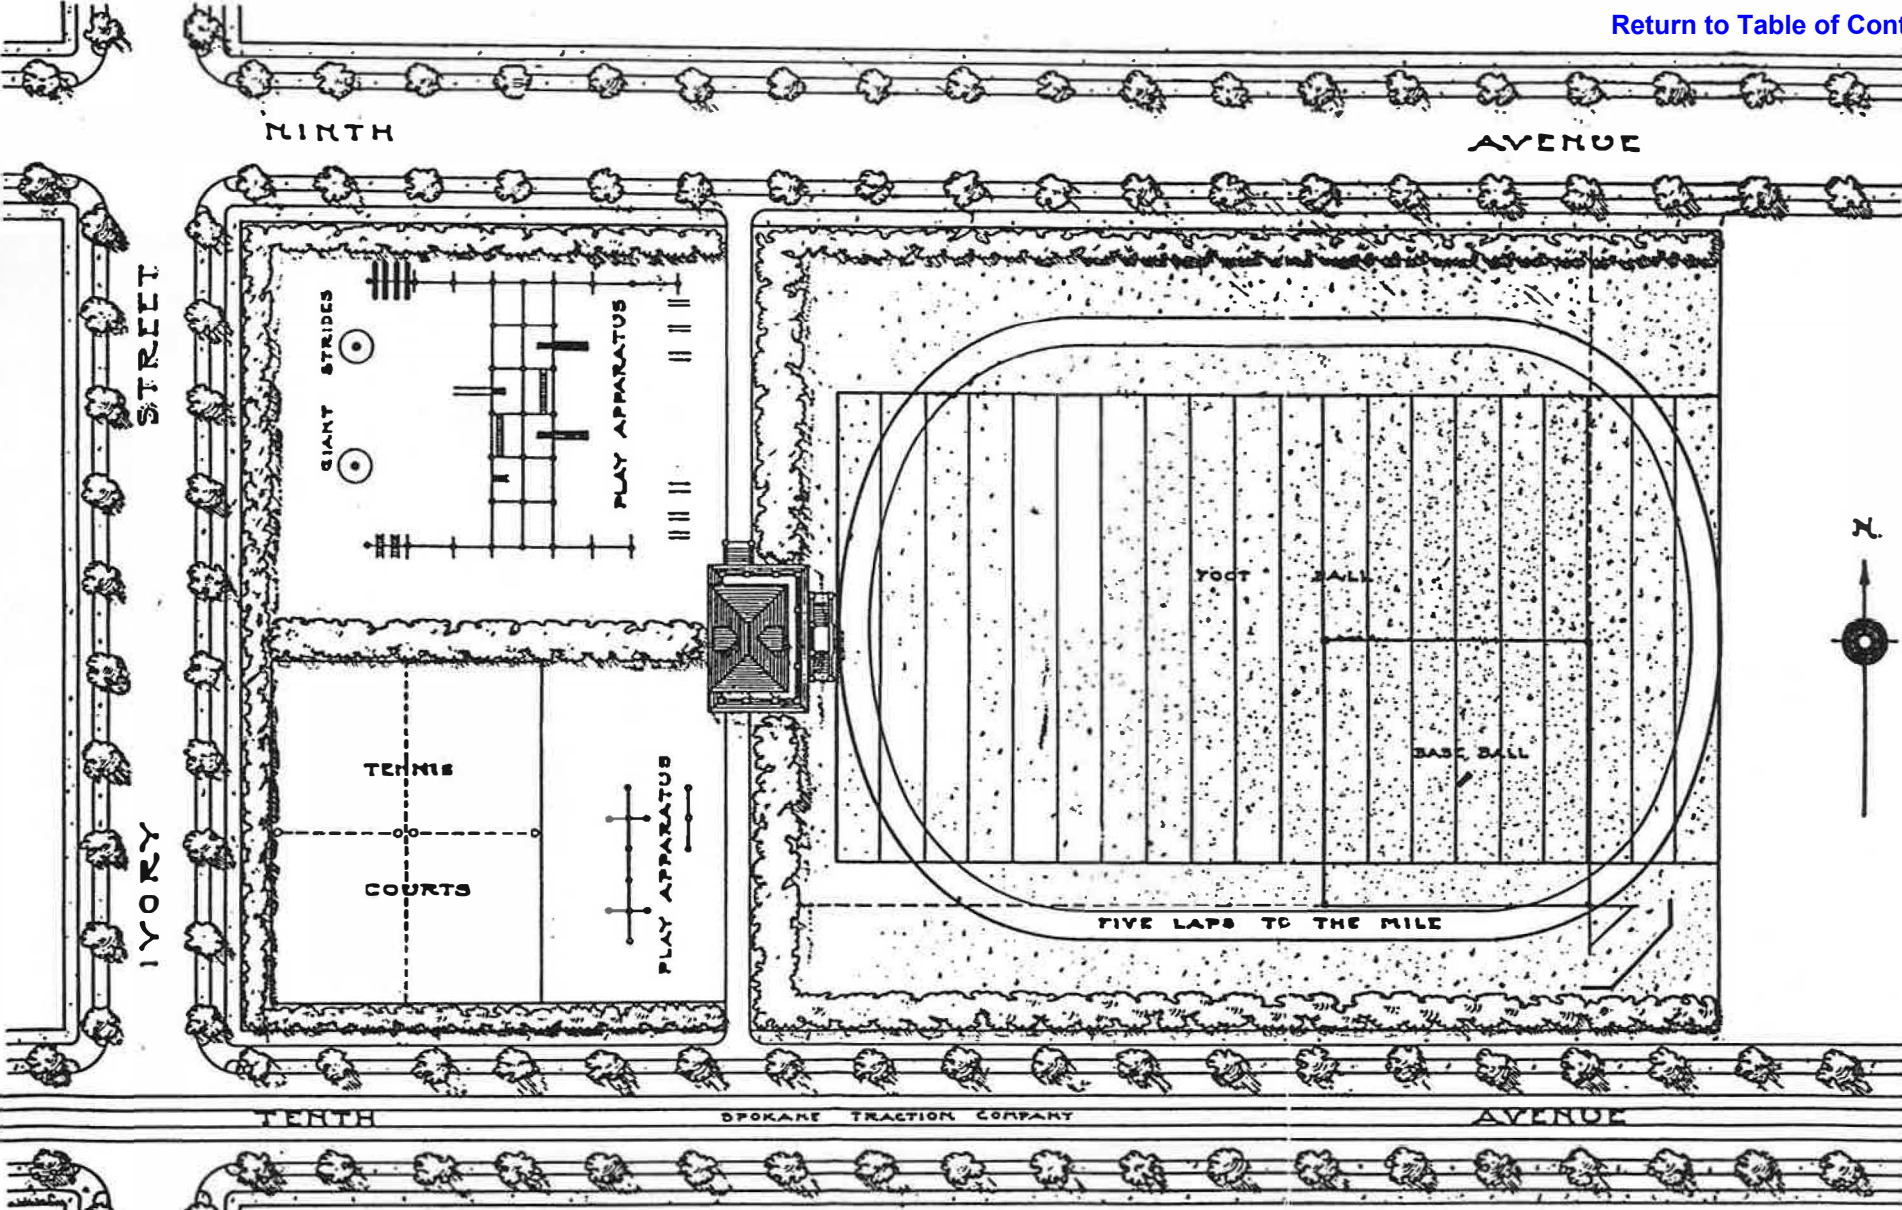 Return to Table of Cont
NINTH AVENUE
STREET
IVORY
GIANT STRIDES
PLAY APPARATUS
N.
FOOT BALL
BASE BALL
TENNIS
COURTS
PLAY APPARATUS
FIVE LAPS TO THE MILE
TENTH SPOKANE TRACTION COMPANY AVENUE